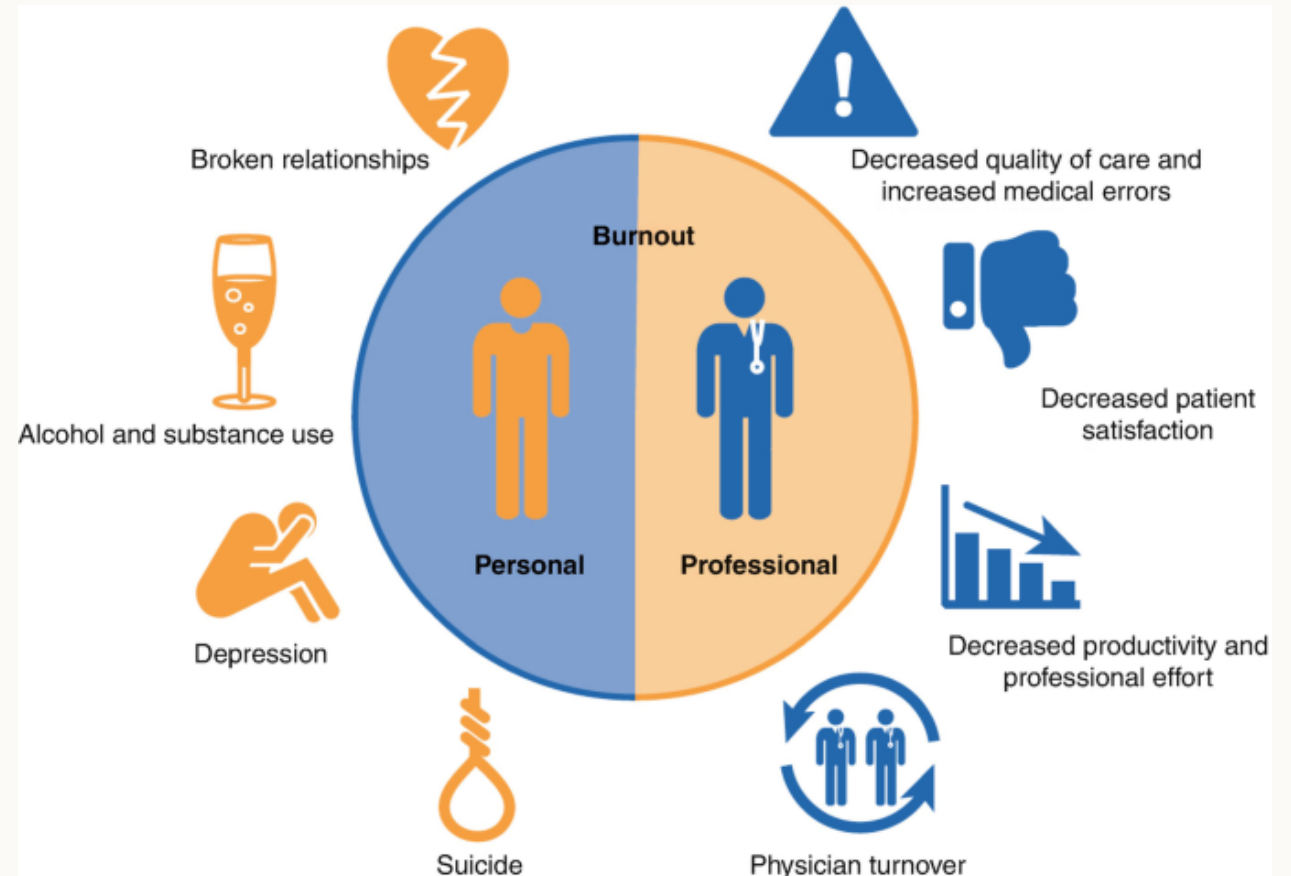 Broken relationships
Decreased quality of care and
increased medical errors
Burnout
Alcohol and substance use
Decreased patient
satisfaction
Personal
Professional
Depression
Decreased productivity and
professional effort
Suicide
Physician turnover